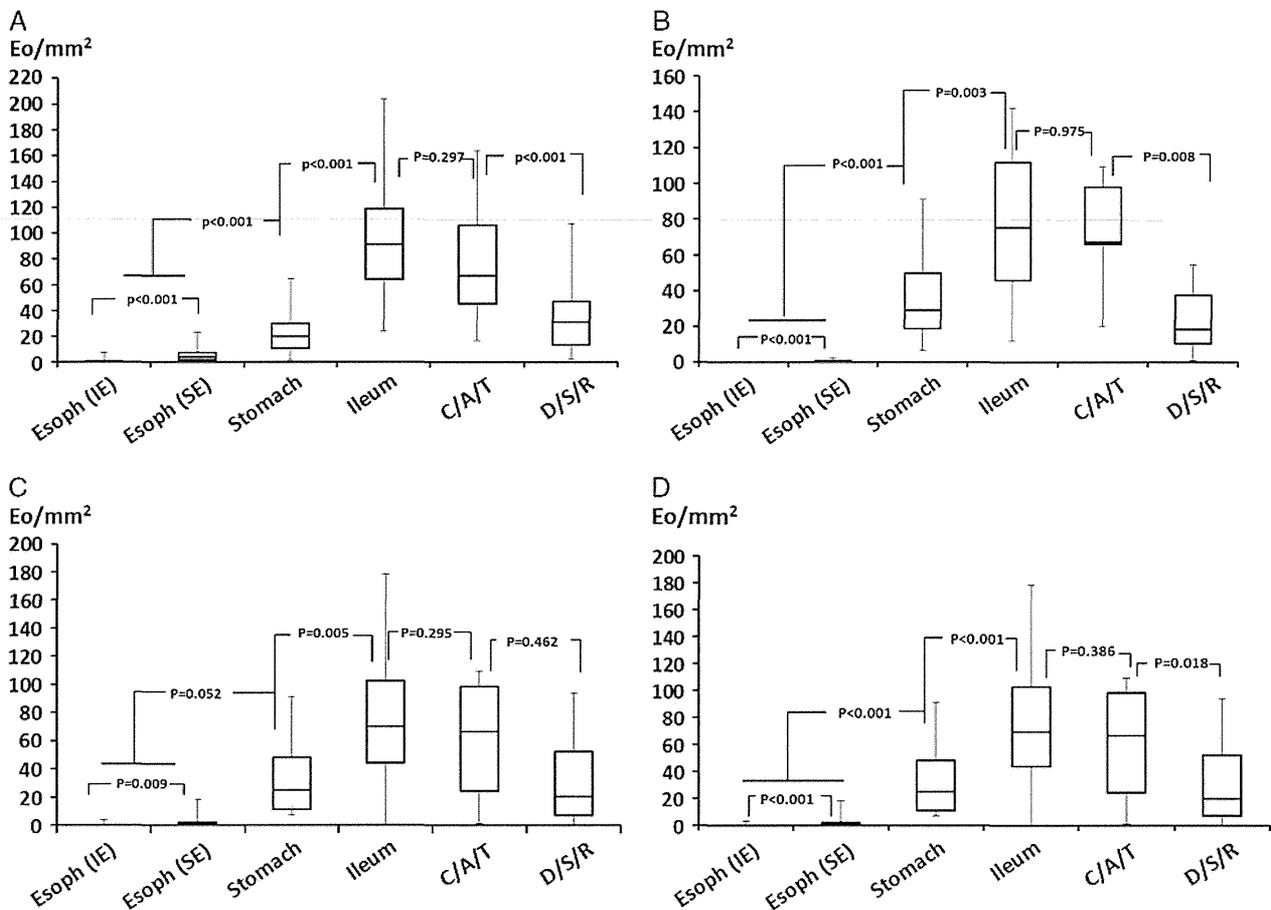 A
Eo/mm²
220
200
180
160
140
120
100
80
60
40
20
0
p<0.001
p<0.001
p<0.001
P=0.297
p<0.001
Esoph (IE)
Esoph (SE)
Stomach
Ileum
C/A/T
D/S/R
B
Eo/mm²
160
140
120
100
80
60
40
20
0
P<0.001
P<0.001
P=0.003
P=0.975
P=0.008
Esoph (IE)
Esoph (SE)
Stomach
Ileum
C/A/T
D/S/R
C
Eo/mm²
200
180
160
140
120
100
80
60
40
20
0
P=0.009
P=0.052
P=0.005
P=0.295
P=0.462
Esoph (IE)
Esoph (SE)
Stomach
Ileum
C/A/T
D/S/R
D
Eo/mm²
200
180
160
140
120
100
80
60
40
20
0
P<0.001
P<0.001
P<0.001
P=0.386
P=0.018
Esoph (IE)
Esoph (SE)
Stomach
Ileum
C/A/T
D/S/R